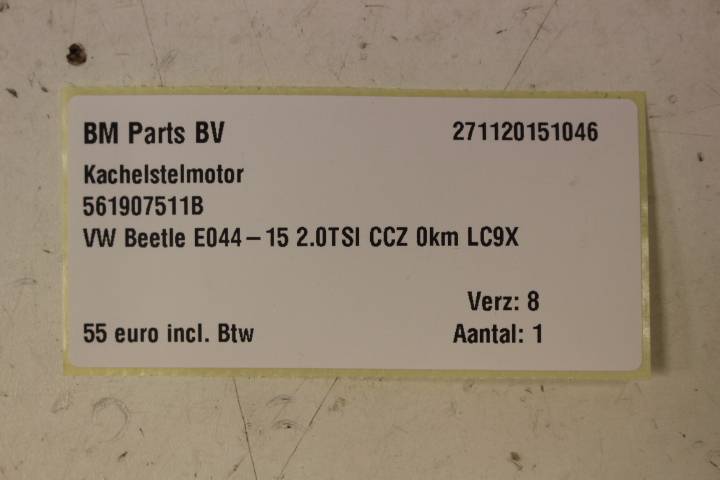 BM Parts BV 271120151046
Kachelstelmotor
561907511B
VW Beetle E044-15 2.0TSI CCZ 0km LC9X
Verz: 8
55 euro incl. Btw Aantal: 1